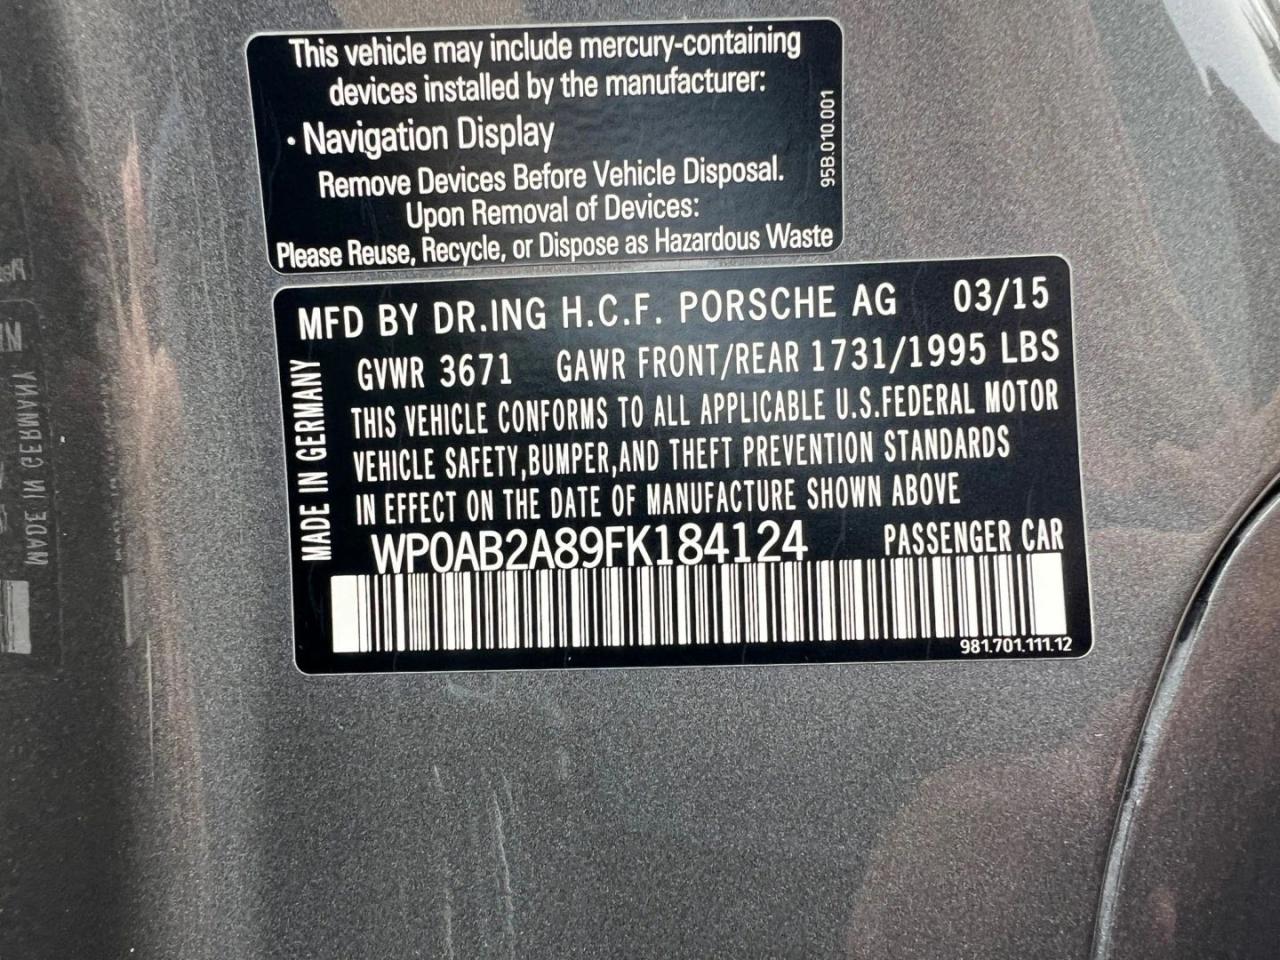 This vehicle may include mercury-containing
devices installed by the manufacturer:
• Navigation Display
Remove Devices Before Vehicle Disposal.
Upon Removal of Devices:
Please Reuse, Recycle, or Dispose as Hazardous Waste
95B.010.001
MFD BY DR.ING H.C.F. PORSCHE AG 03/15
GVWR 3671 GAWR FRONT/REAR 1731/1995 LBS
THIS VEHICLE CONFORMS TO ALL APPLICABLE U.S.FEDERAL MOTOR
VEHICLE SAFETY,BUMPER,AND THEFT PREVENTION STANDARDS
IN EFFECT ON THE DATE OF MANUFACTURE SHOWN ABOVE
WP0AB2A89FK184124 PASSENGER CAR
MADE IN GERMANY
981.701.111.12
MADE IN GERMANY